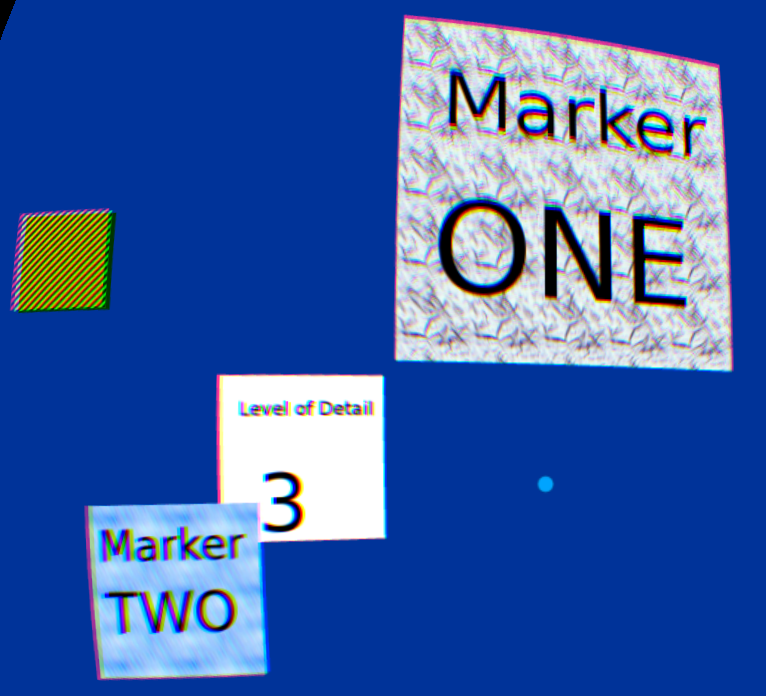 Marker
ONE
Level of Detail
3
Marker
TWO